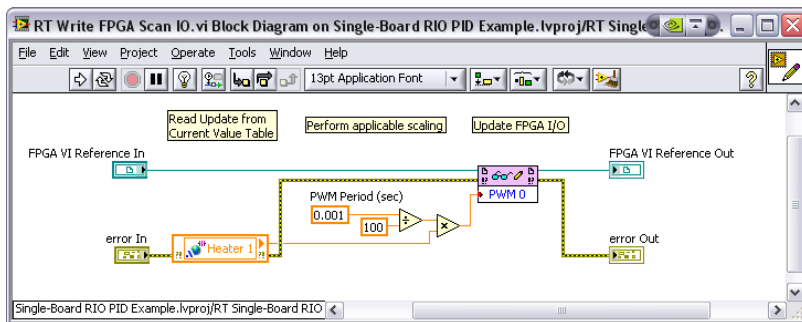 RT Write FPGA Scan IO.vi Block Diagram on Single-Board RIO PID Example.lvproj/RT Single
File Edit View Project Operate Tools Window Help
13pt Application Font
Read Update from
Current Value Table
Perform applicable scaling
Update FPGA I/O
FPGA VI Reference In
FPGA VI Reference Out
PWM 0
PWM Period (sec)
0.001
100
÷
×
error In
Heater 1
error Out
Single-Board RIO PID Example.lvproj/RT Single-Board RIO